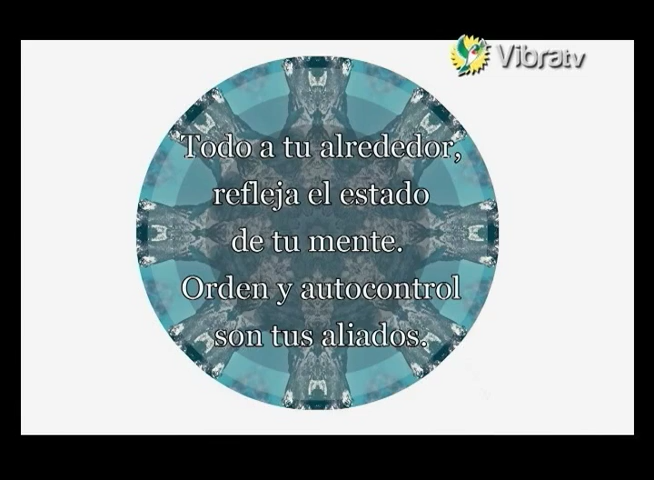 Vibratv
Todo a tu alrededor,
refleja el estado
de tu mente.
Orden y autocontrol
son tus aliados.